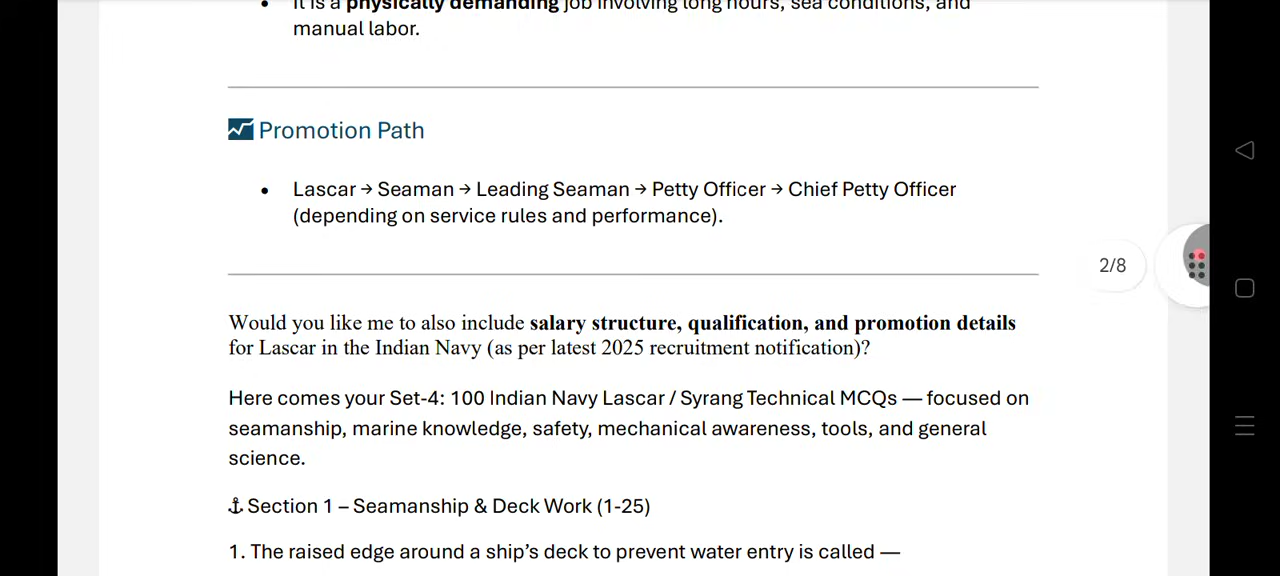 It is a physically demanding job involving long hours, sea conditions, and
manual labor.
Promotion Path
• Lascar → Seaman → Leading Seaman → Petty Officer → Chief Petty Officer
(depending on service rules and performance).
2/8
Would you like me to also include salary structure, qualification, and promotion details
for Lascar in the Indian Navy (as per latest 2025 recruitment notification)?
Here comes your Set-4: 100 Indian Navy Lascar / Syrang Technical MCQs — focused on
seamanship, marine knowledge, safety, mechanical awareness, tools, and general
science.
⚓ Section 1 – Seamanship & Deck Work (1-25)
1. The raised edge around a ship’s deck to prevent water entry is called —